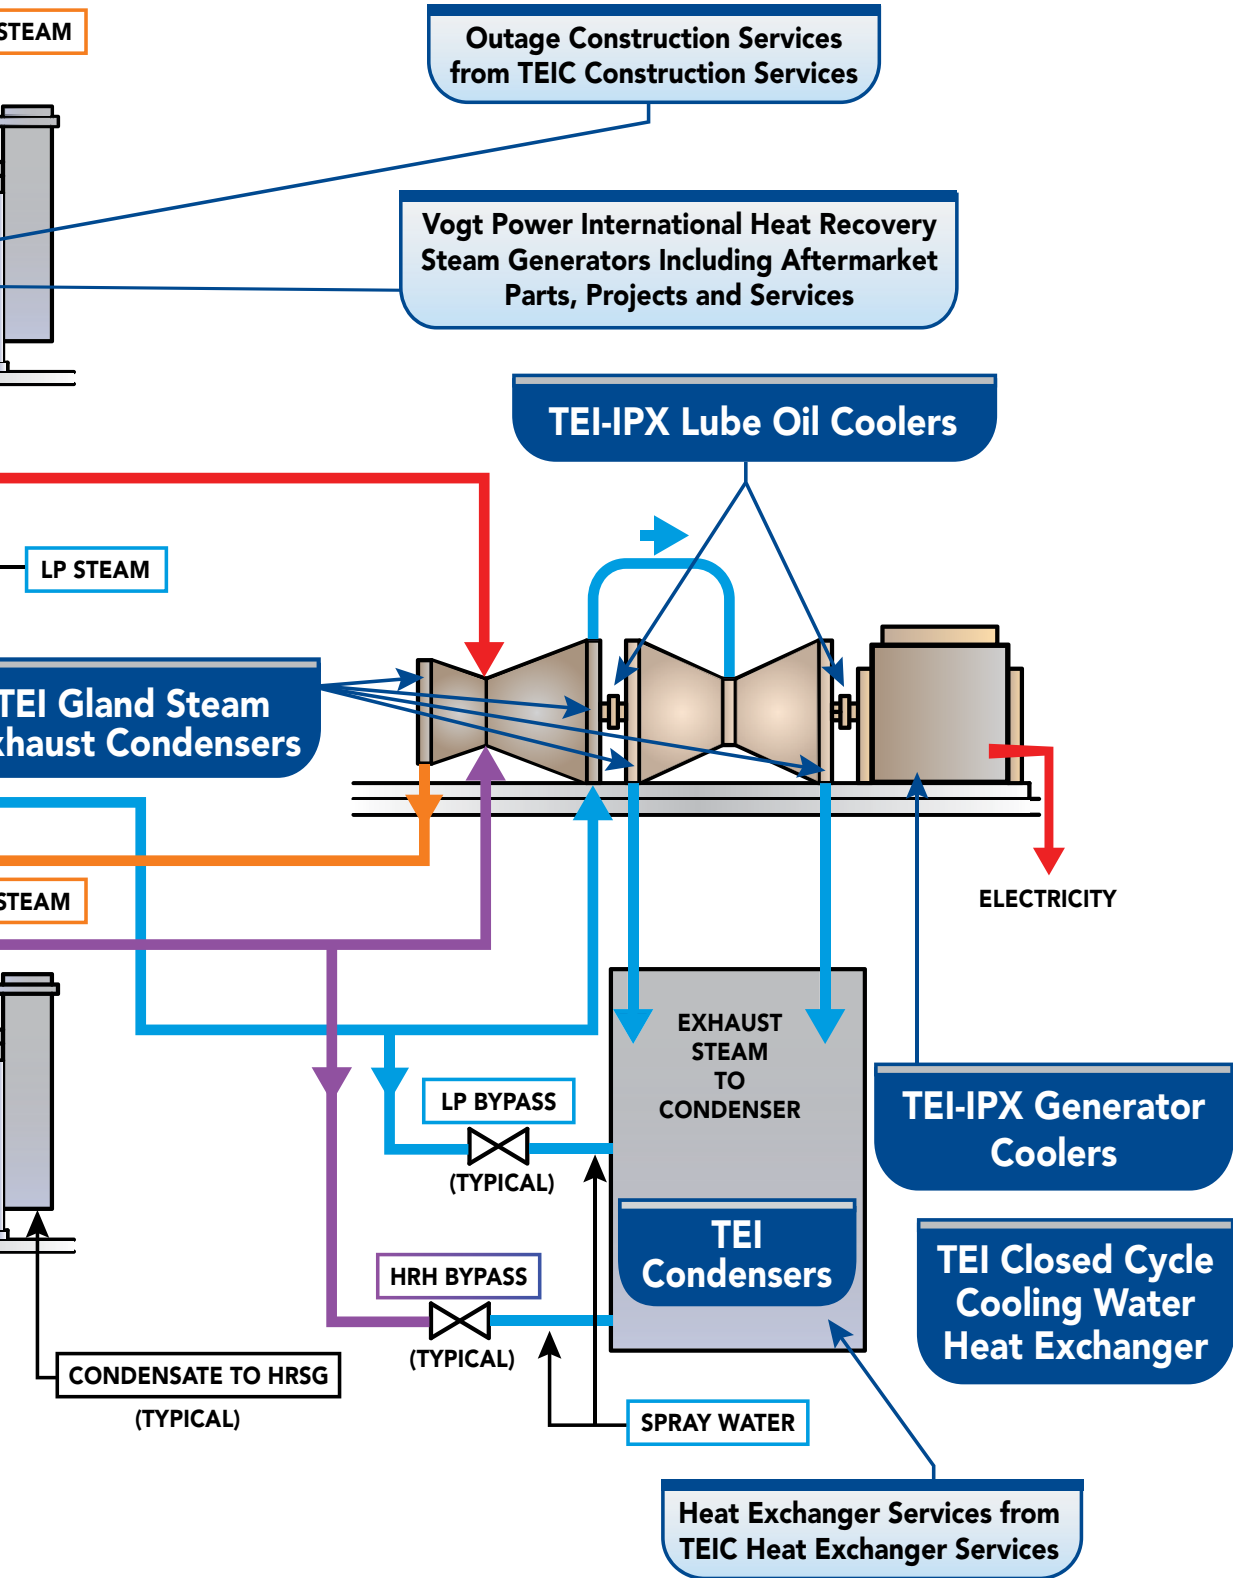 STEAM
Outage Construction Services
from TEIC Construction Services
Vogt Power International Heat Recovery
Steam Generators Including Aftermarket
Parts, Projects and Services
TEI-IPX Lube Oil Coolers
LP STEAM
TEI Gland Steam
xhaust Condensers
STEAM
ELECTRICITY
EXHAUST
STEAM
TO
CONDENSER
LP BYPASS
(TYPICAL)
TEI-IPX Generator
Coolers
TEI
Condensers
TEI Closed Cycle
Cooling Water
Heat Exchanger
HRH BYPASS
(TYPICAL)
CONDENSATE TO HRSG
(TYPICAL)
SPRAY WATER
Heat Exchanger Services from
TEIC Heat Exchanger Services